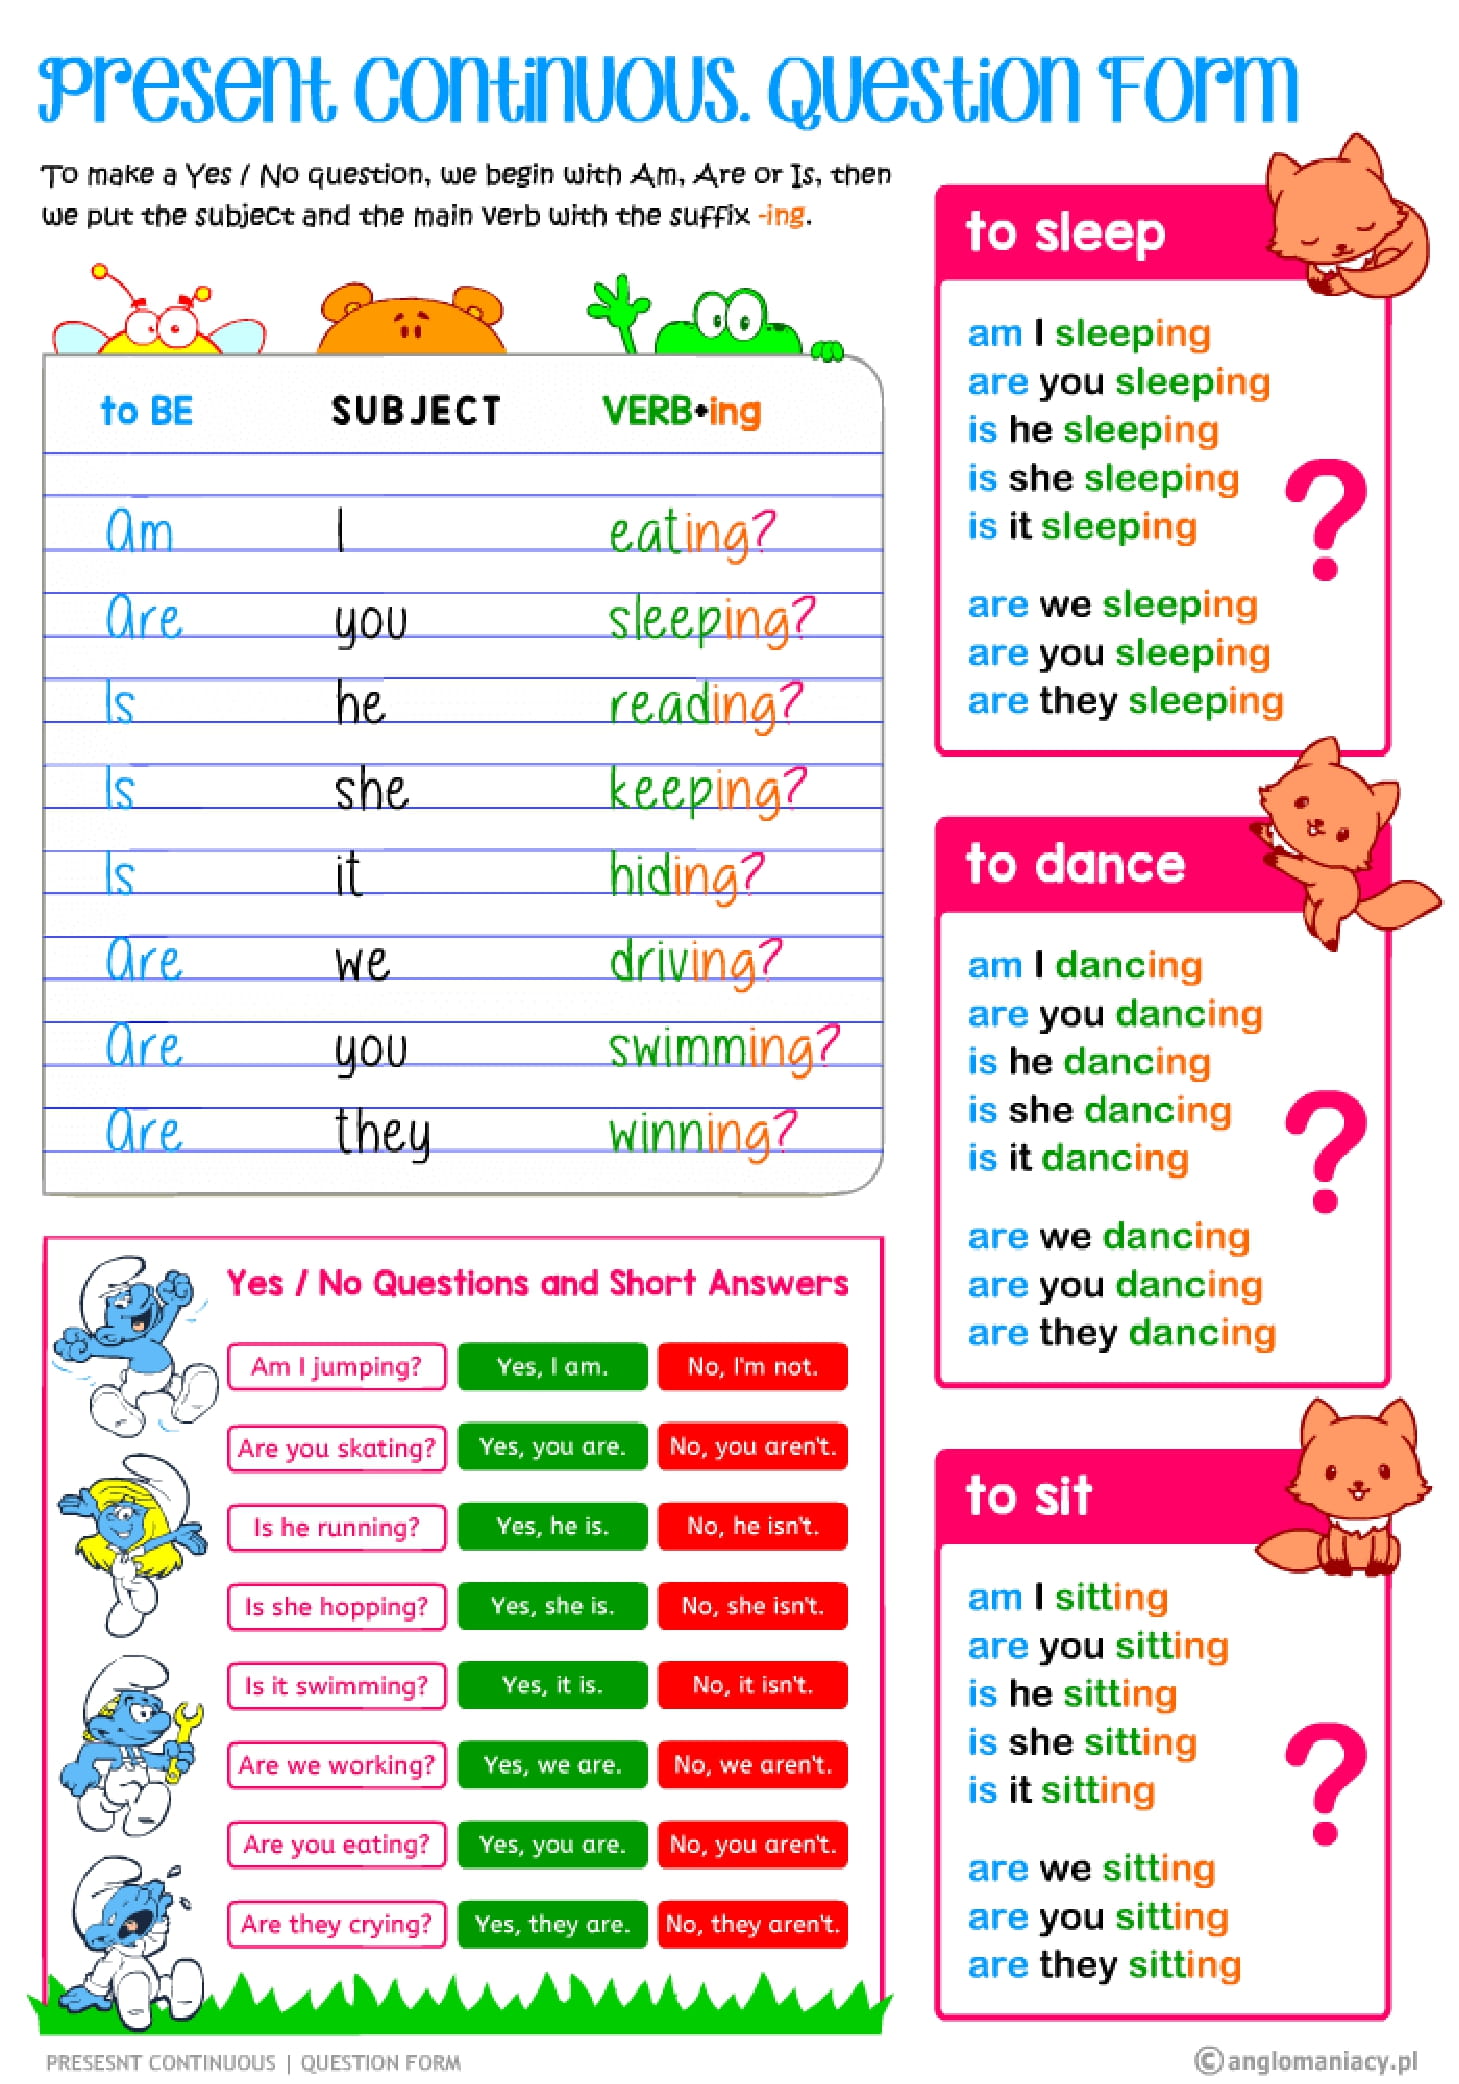 Present Continuous. Question Form
To make a Yes / No question, we begin with Am, Are or Is, then
we put the subject and the main verb with the suffix -ing.
to BE SUBJECT VERB+ing
Am I eating?
Are you sleeping?
Is he reading?
Is she keeping?
Is it hiding?
Are we driving?
Are you swimming?
Are they winning?
Yes / No Questions and Short Answers
Am I jumping? Yes, I am. No, I'm not.
Are you skating? Yes, you are. No, you aren't.
Is he running? Yes, he is. No, he isn't.
Is she hopping? Yes, she is. No, she isn't.
Is it swimming? Yes, it is. No, it isn't.
Are we working? Yes, we are. No, we aren't.
Are you eating? Yes, you are. No, you aren't.
Are they crying? Yes, they are. No, they aren't.
to sleep
am I sleeping
are you sleeping
is he sleeping
is she sleeping
is it sleeping
?
are we sleeping
are you sleeping
are they sleeping
to dance
am I dancing
are you dancing
is he dancing
is she dancing
is it dancing
?
are we dancing
are you dancing
are they dancing
to sit
am I sitting
are you sitting
is he sitting
is she sitting
is it sitting
?
are we sitting
are you sitting
are they sitting
PRESESNT CONTINUOUS | QUESTION FORM
©anglomaniacy.pl